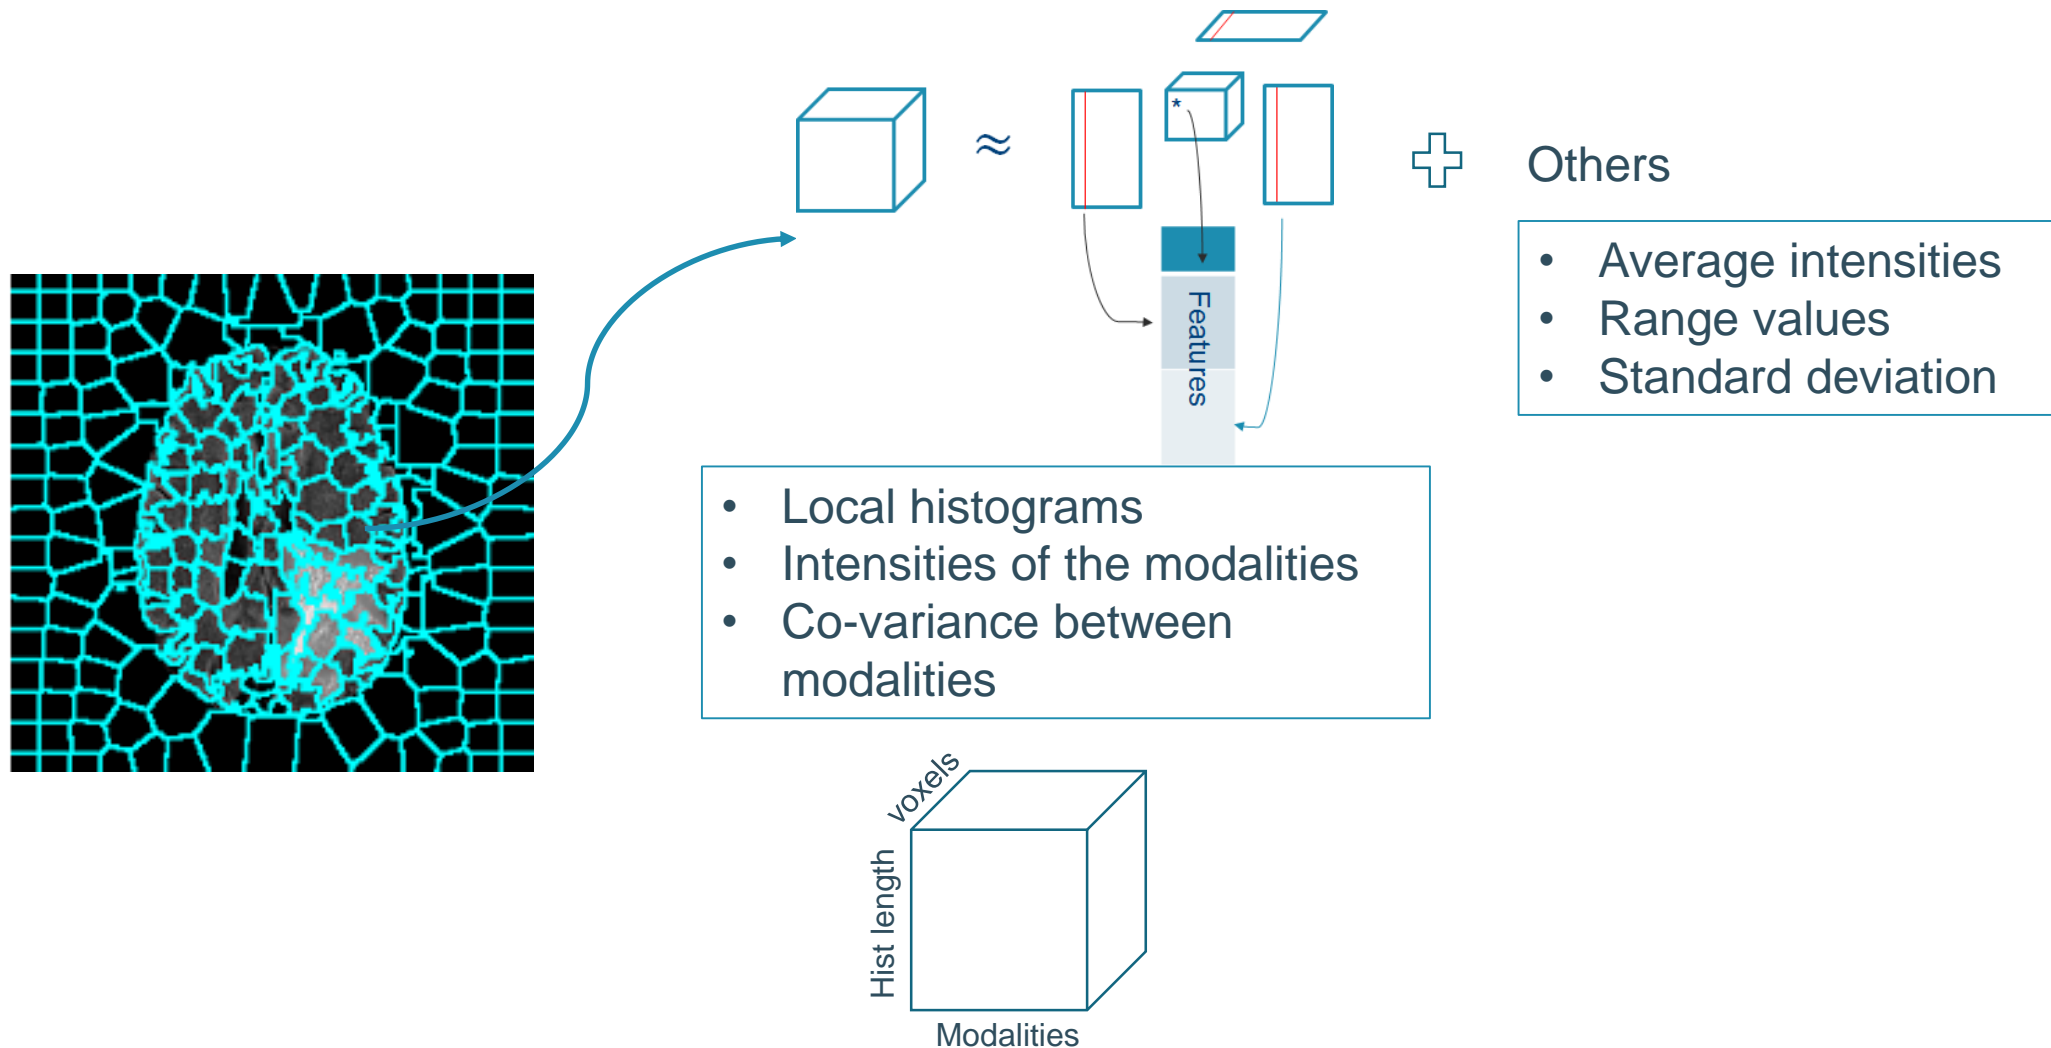 ≈
*
Others
• Average intensities
• Range values
• Standard deviation
Features
• Local histograms
• Intensities of the modalities
• Co-variance between
modalities
voxels
Hist length
Modalities